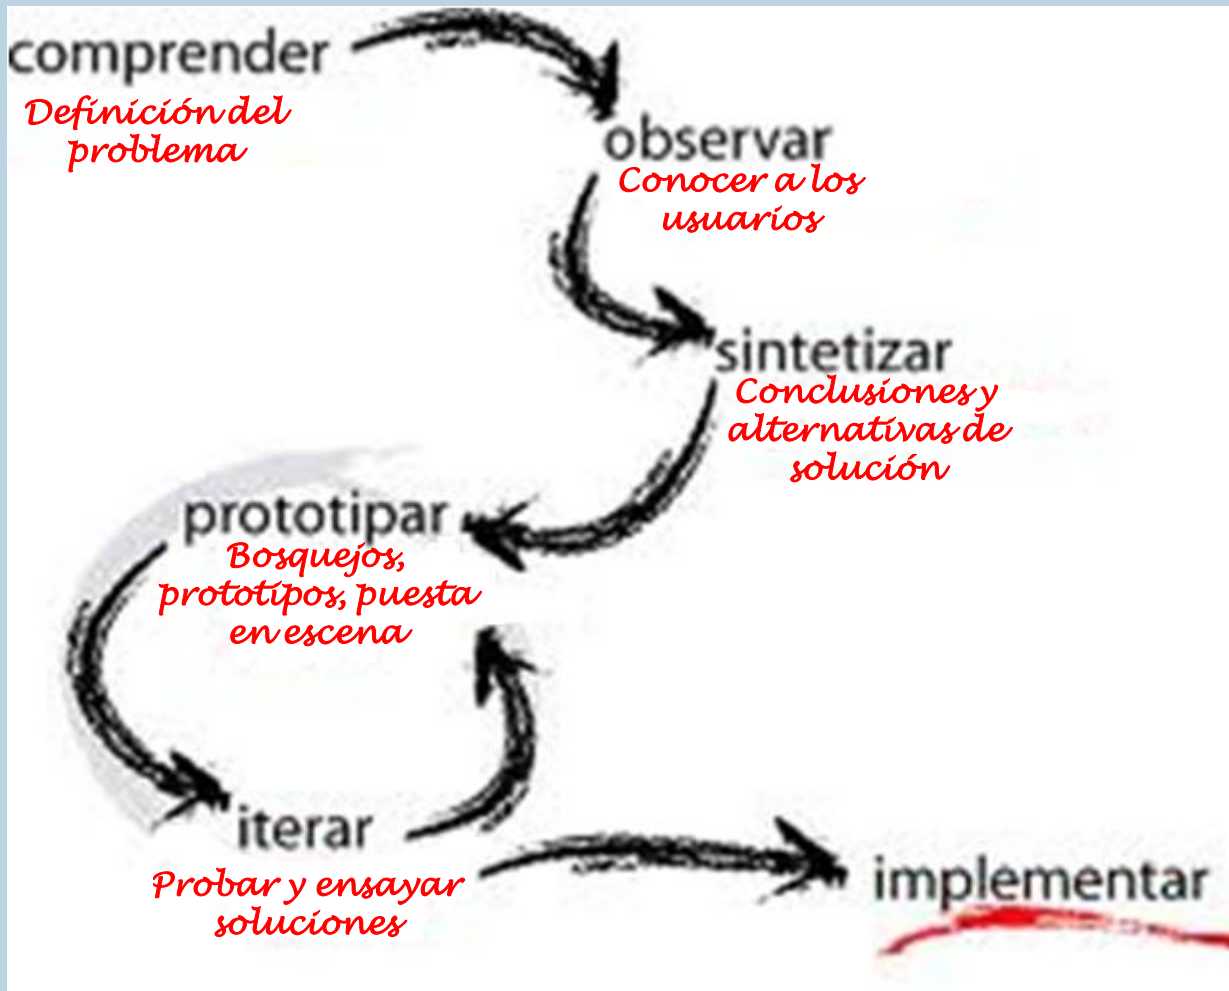 comprender
Definición del
problema
observar
Conocer a los
usuarios
sintetizar
Conclusiones y
alternativas de
solución
prototipar
Bosquejos,
prototipos, puesta
en escena
iterar
Probar y ensayar
soluciones
implementar